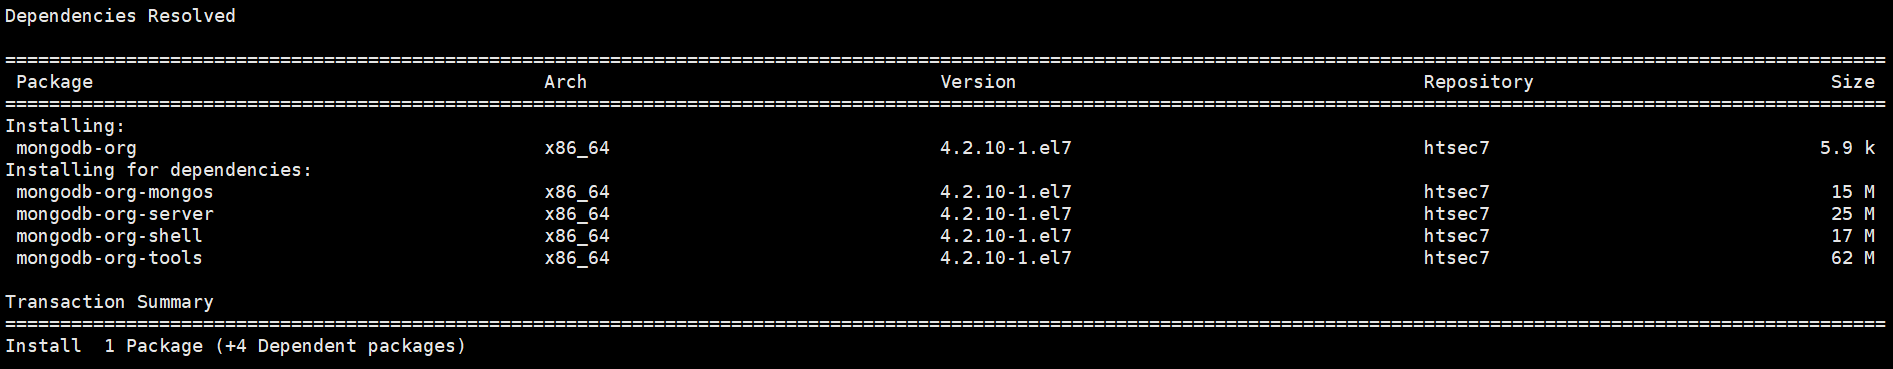 Dependencies Resolved
===========================================================================================================================================================================
 Package                                         Arch                                Version                                     Repository                           Size
===========================================================================================================================================================================
Installing:
 mongodb-org                                     x86_64                              4.2.10-1.el7                                htsec7                              5.9 k
Installing for dependencies:
 mongodb-org-mongos                              x86_64                              4.2.10-1.el7                                htsec7                               15 M
 mongodb-org-server                              x86_64                              4.2.10-1.el7                                htsec7                               25 M
 mongodb-org-shell                               x86_64                              4.2.10-1.el7                                htsec7                               17 M
 mongodb-org-tools                               x86_64                              4.2.10-1.el7                                htsec7                               62 M
Transaction Summary
===========================================================================================================================================================================
Install  1 Package (+4 Dependent packages)